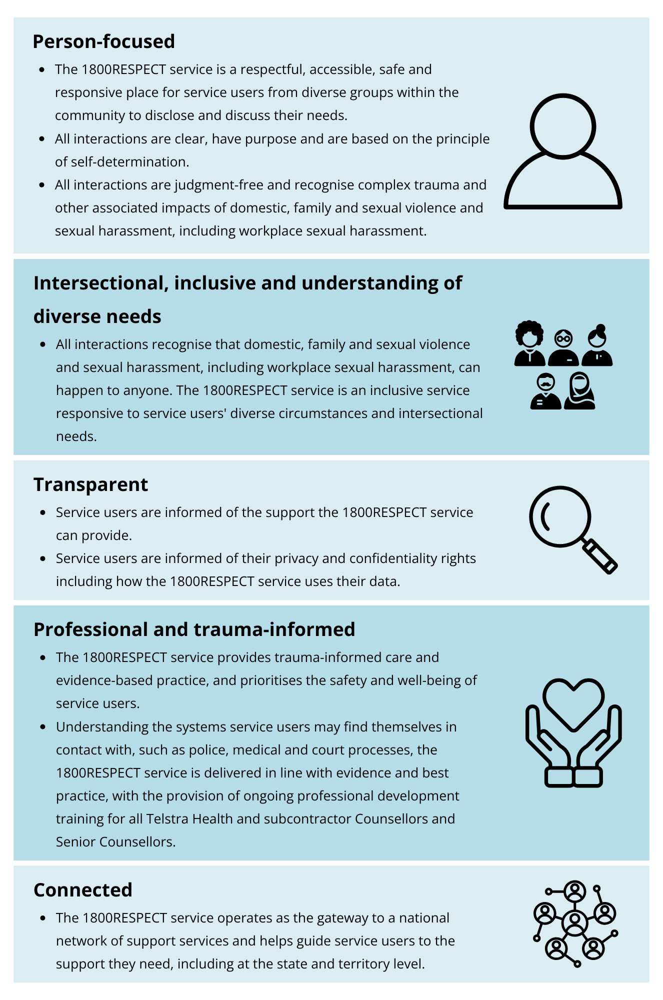 Person-focused
• The 1800RESPECT service is a respectful, accessible, safe and
responsive place for service users from diverse groups within the
community to disclose and discuss their needs.
• All interactions are clear, have purpose and are based on the principle
of self-determination.
• All interactions are judgment-free and recognise complex trauma and
other associated impacts of domestic, family and sexual violence and
sexual harassment, including workplace sexual harassment.
Intersectional, inclusive and understanding of
diverse needs
• All interactions recognise that domestic, family and sexual violence
and sexual harassment, including workplace sexual harassment, can
happen to anyone. The 1800RESPECT service is an inclusive service
responsive to service users' diverse circumstances and intersectional
needs.
Transparent
• Service users are informed of the support the 1800RESPECT service
can provide.
• Service users are informed of their privacy and confidentiality rights
including how the 1800RESPECT service uses their data.
Professional and trauma-informed
• The 1800RESPECT service provides trauma-informed care and
evidence-based practice, and prioritises the safety and well-being of
service users.
• Understanding the systems service users may find themselves in
contact with, such as police, medical and court processes, the
1800RESPECT service is delivered in line with evidence and best
practice, with the provision of ongoing professional development
training for all Telstra Health and subcontractor Counsellors and
Senior Counsellors.
Connected
• The 1800RESPECT service operates as the gateway to a national
network of support services and helps guide service users to the
support they need, including at the state and territory level.